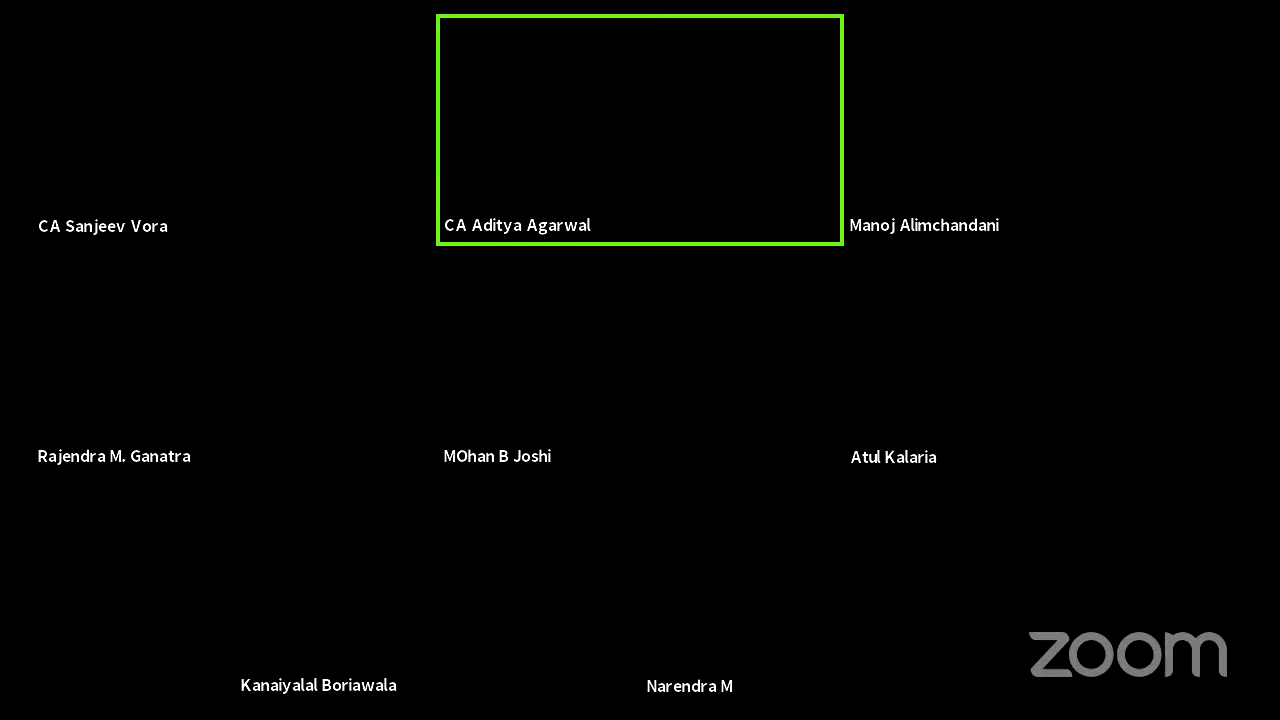 CA Sanjeev Vora
CA Aditya Agarwal
Manoj Alimchandani
Rajendra M. Ganatra
MOhan B Joshi
Atul Kalaria
Kanaiyalal Boriawala
Narendra M
zoom